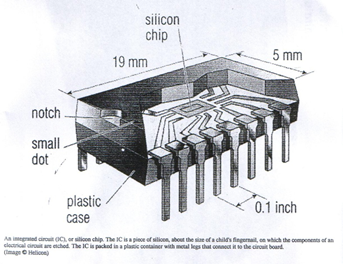 silicon
chip
19 mm
5 mm
notch
small
dot
plastic
case
0.1 inch
An integrated circuit (IC), or silicon chip. The IC is a piece of silicon, about the size of a child's fingernail, on which the components of an
electrical circuit are etched. The IC is packed in a plastic container with metal legs that connect it to the circuit board.
(Image © Helicon)